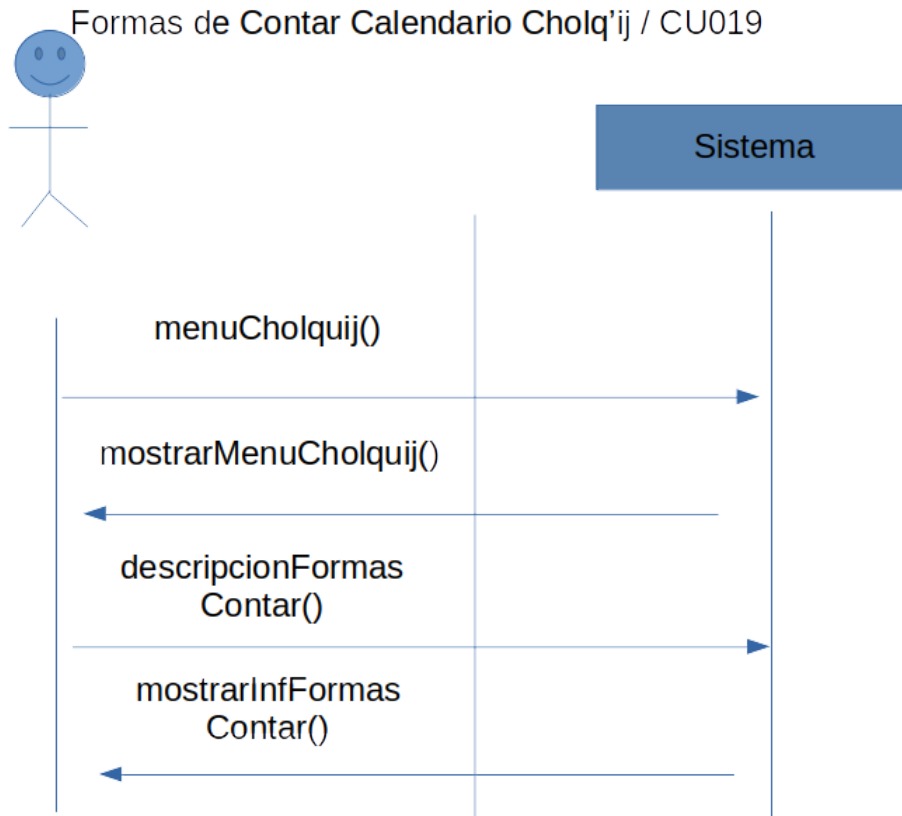 Formas de Contar Calendario Cholq’ij / CU019
Sistema
menuCholquij()
mostrarMenuCholquij()
descripcionFormas
Contar()
mostrarInfFormas
Contar()